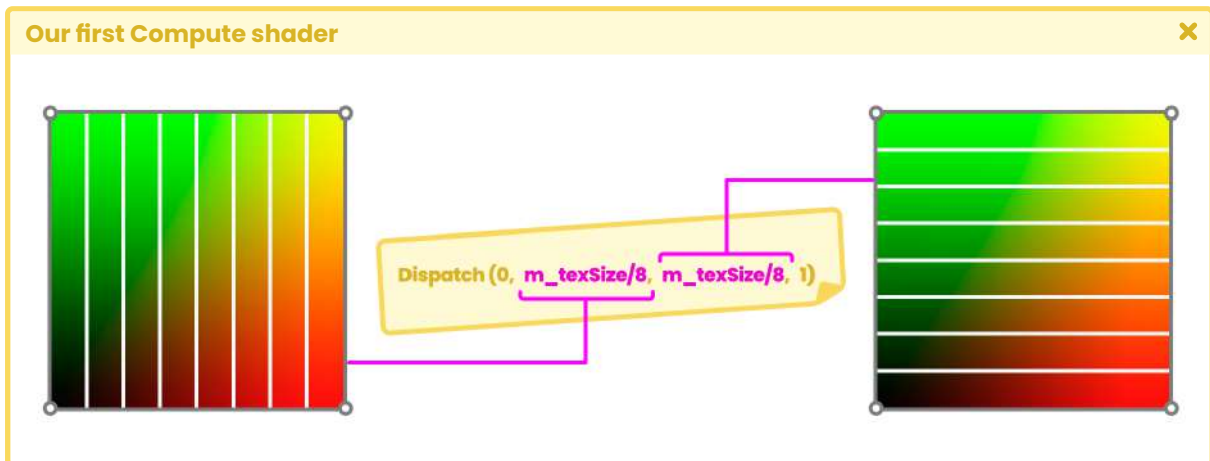 Our first Compute shader
Dispatch (0, m_texSize/8, m_texSize/8, 1)